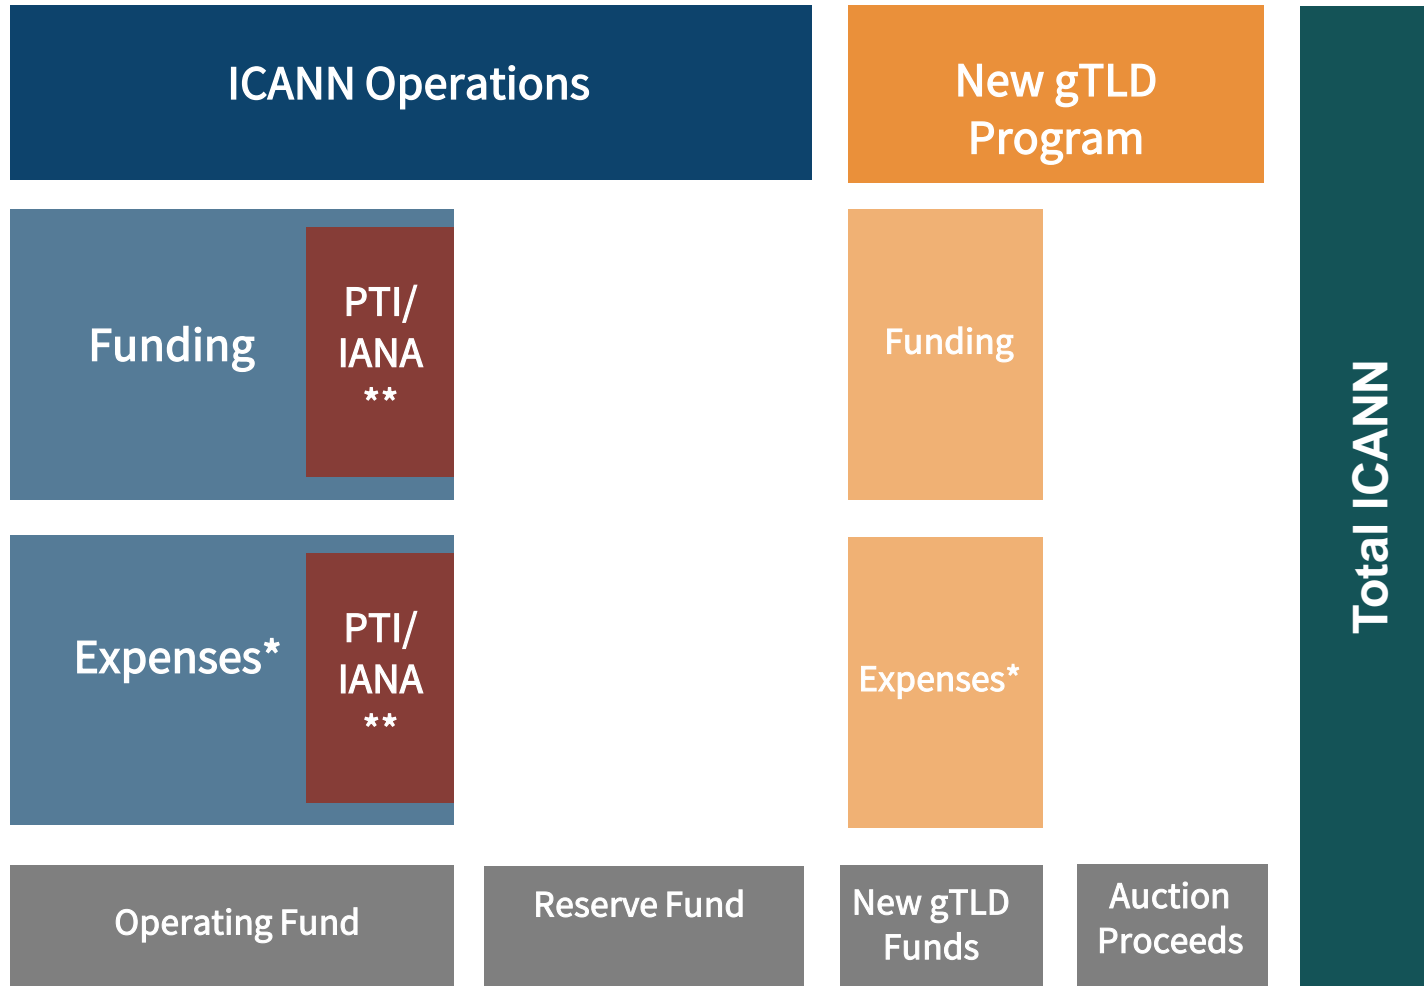 ICANN Operations
New gTLD
Program
Funding
PTI/
IANA
**
Funding
Expenses*
PTI/
IANA
**
Expenses*
Operating Fund
Reserve Fund
New gTLD
Funds
Auction
Proceeds
Total ICANN